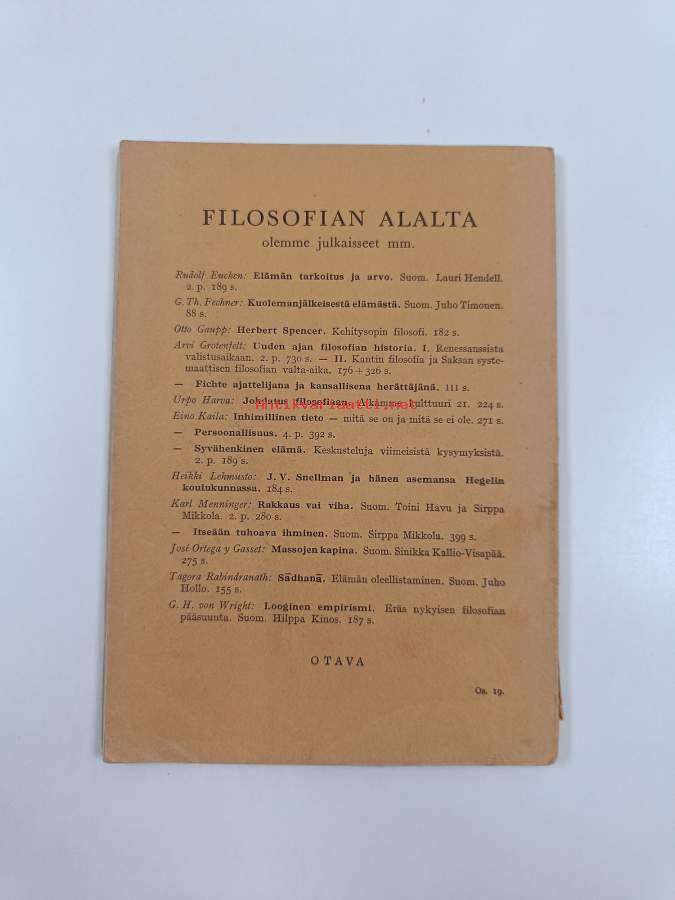 FILOSOFIAN ALALTA
olemme julkaisseet mm.
Rudolf Eucken: Elämän tarkoitus ja arvo. Suom. Lauri Hendell.
2. p. 189 s.
G. Th. Fechner: Kuolemanjälkeisestä elämästä. Suom. Juho Timonen.
88 s.
Otto Gaupp: Herbert Spencer. Kehitysopin filosofi. 182 s.
Arvi Grotenfelt: Uuden ajan filosofian historia. I. Renessanssista
valistusaikaan. 2. p. 730 s. — II. Kantin filosofia ja Saksan syste-
maattisen filosofian valta-aika. 176 + 326 s.
— Fichte ajattelijana ja kansallisena herättäjänä. 111 s.
Urpo Harva: Johdatus filosofiaan. Aikamme kulttuuri 21. 224 s.
Antikvariaatti.net
Eino Kaila: Inhimillinen tieto — mitä se on ja mitä se ei ole. 271 s.
— Persoonallisuus. 4. p. 392 s.
— Syvähenkinen elämä. Keskusteluja viimeisistä kysymyksistä.
2. p. 189 s.
Heikki Lehmusto: J. V. Snellman ja hänen asemansa Hegelin
koulukunnassa. 184 s.
Karl Menninger: Rakkaus vai viha. Suom. Toini Havu ja Sirppa
Mikkola. 2. p. 280 s.
— Itseään tuhoava ihminen. Suom. Sirppa Mikkola. 399 s.
José Ortega y Gasset: Massojen kapina. Suom. Sinikka Kallio-Visapää.
275 s.
Tagora Rabindranath: Sādhanā. Elämän oleellistaminen. Suom. Juho
Hollo. 155 s.
G. H. von Wright: Looginen empirismi. Eräs nykyisen filosofian
pääsuunta. Suom. Hilppa Kinos. 187 s.
OTAVA
Os. 19.